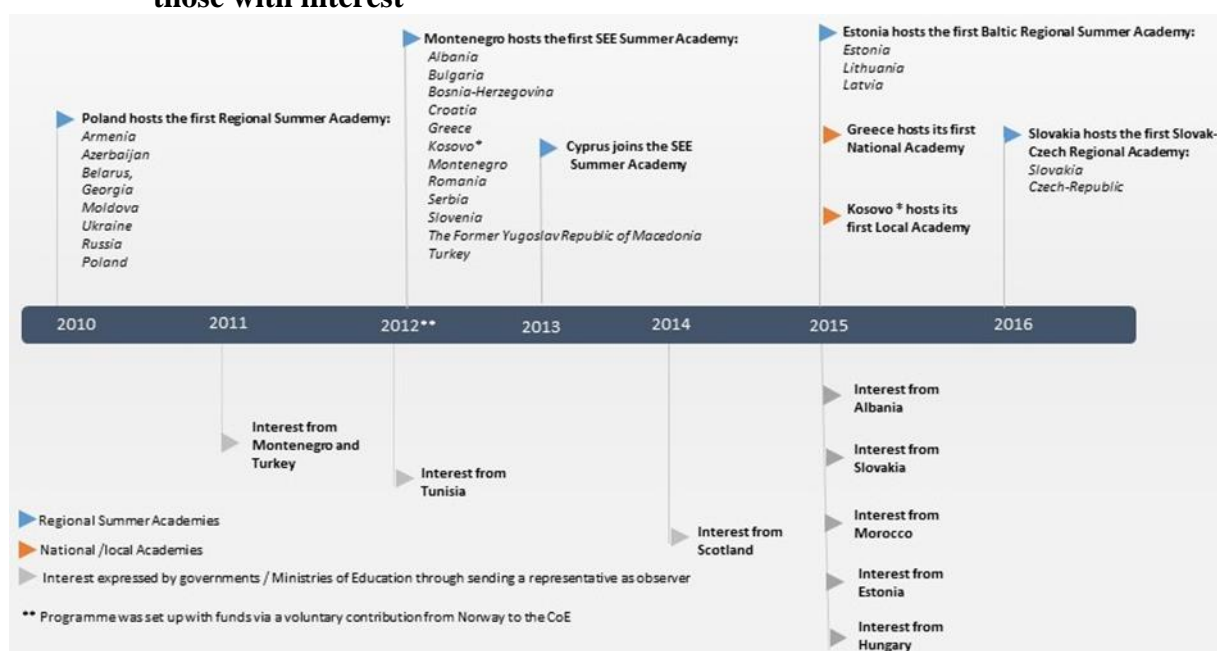 those with interest
Montenegro hosts the first SEE Summer Academy:
Albania
Bulgaria
Bosnia-Herzegovina
Croatia
Greece
Kosovo*
Montenegro
Romania
Serbia
Slovenia
The Former Yugoslav Republic of Macedonia
Turkey
Estonia hosts the first Baltic Regional Summer Academy:
Estonia
Lithuania
Latvia
Poland hosts the first Regional Summer Academy:
Armenia
Azerbaijan
Belarus,
Georgia
Moldova
Ukraine
Russia
Poland
Cyprus joins the SEE
Summer Academy
Greece hosts its first
National Academy
Kosovo * hosts its
first Local Academy
Slovakia hosts the first Slovak-
Czech Regional Academy:
Slovakia
Czech-Republic
2010 2011 2012** 2013 2014 2015 2016
Interest from
Montenegro and
Turkey
Interest from
Tunisia
Interest from
Scotland
Interest from
Albania
Interest from
Slovakia
Interest from
Morocco
Interest from
Estonia
Interest from
Hungary
Regional Summer Academies
National /local Academies
Interest expressed by governments / Ministries of Education through sending a representative as observer
** Programme was set up with funds via a voluntary contribution from Norway to the CoE